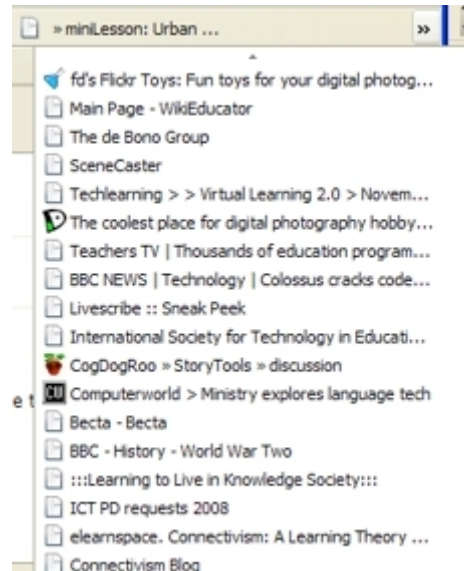 » miniLesson: Urban ... »
fd's Flickr Toys: Fun toys for your digital photog...
Main Page - WikiEducator
The de Bono Group
SceneCaster
Techlearning > > Virtual Learning 2.0 > Novem...
The coolest place for digital photography hobby...
Teachers TV | Thousands of education program...
BBC NEWS | Technology | Colossus cracks code...
Livescribe :: Sneak Peek
International Society for Technology in Educati...
CogDogRoo » StoryTools » discussion
e t
Computerworld > Ministry explores language tech
Becta - Becta
BBC - History - World War Two
:::Learning to Live in Knowledge Society:::
ICT PD requests 2008
elearnspace. Connectivism: A Learning Theory ...
Connectivism Blog